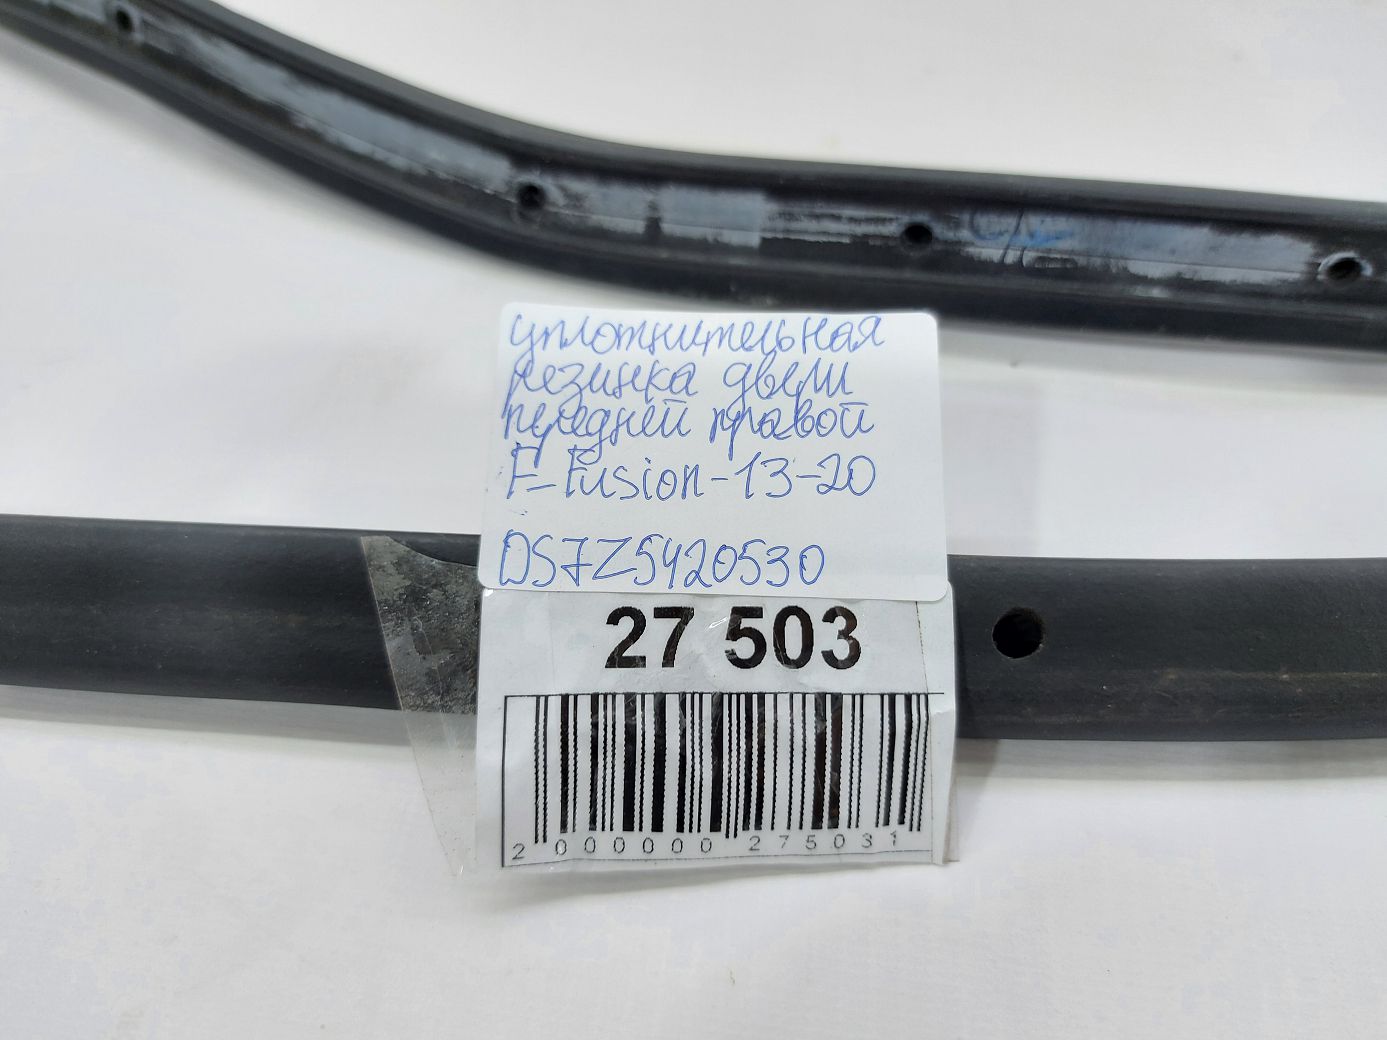 уплотнительная
резинка двери
передней правой
F-Fusion-13-20
DS7Z5420530
27 503
2 000000 275031